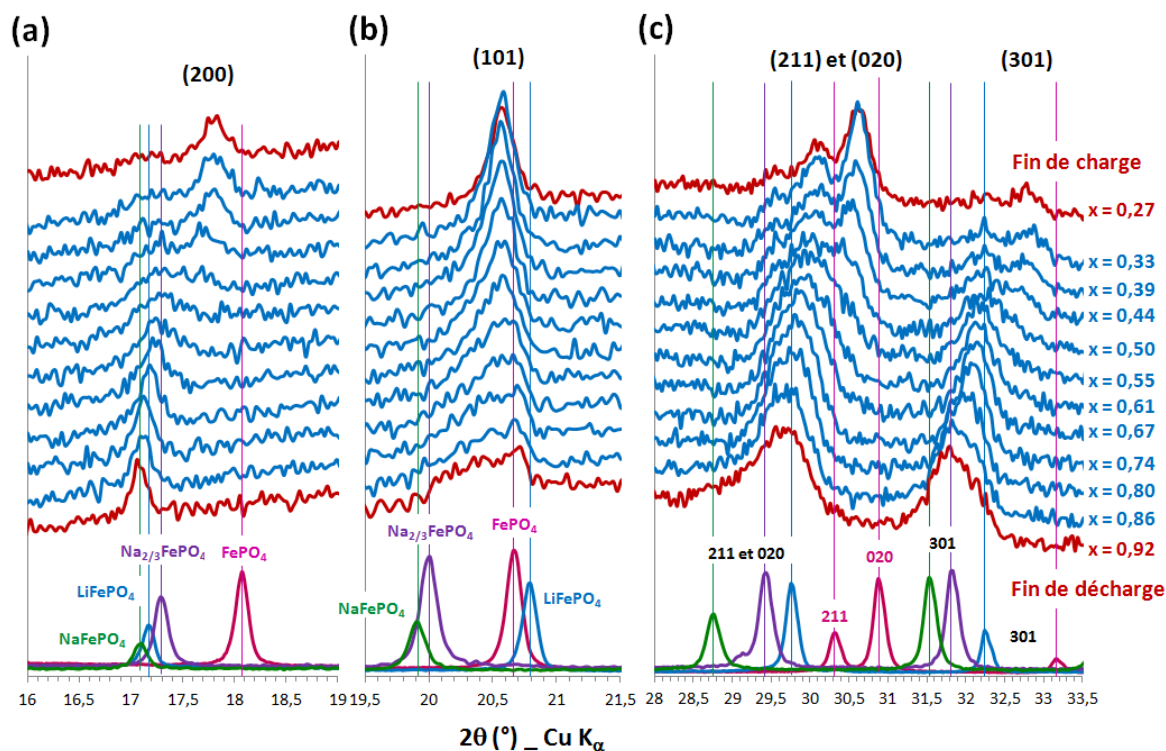 (a)
(b)
(c)
(200)
(101)
(211) et (020)
(301)
Fin de charge
x = 0,27
x = 0,33
x = 0,39
x = 0,44
x = 0,50
x = 0,55
x = 0,61
x = 0,67
x = 0,74
x = 0,80
x = 0,86
x = 0,92
Fin de décharge
Na2/3FePO4
FePO4
LiFePO4
NaFePO4
Na2/3FePO4
FePO4
LiFePO4
NaFePO4
211 et 020
211
020
301
301
16 17 17,5 18 18,5 19
19,5 20 20,5 21 21,5
28 28,5 29 29,5 30 30,5 31 31,5 32 32,5 33 33,5
2θ (°) _ Cu Kα